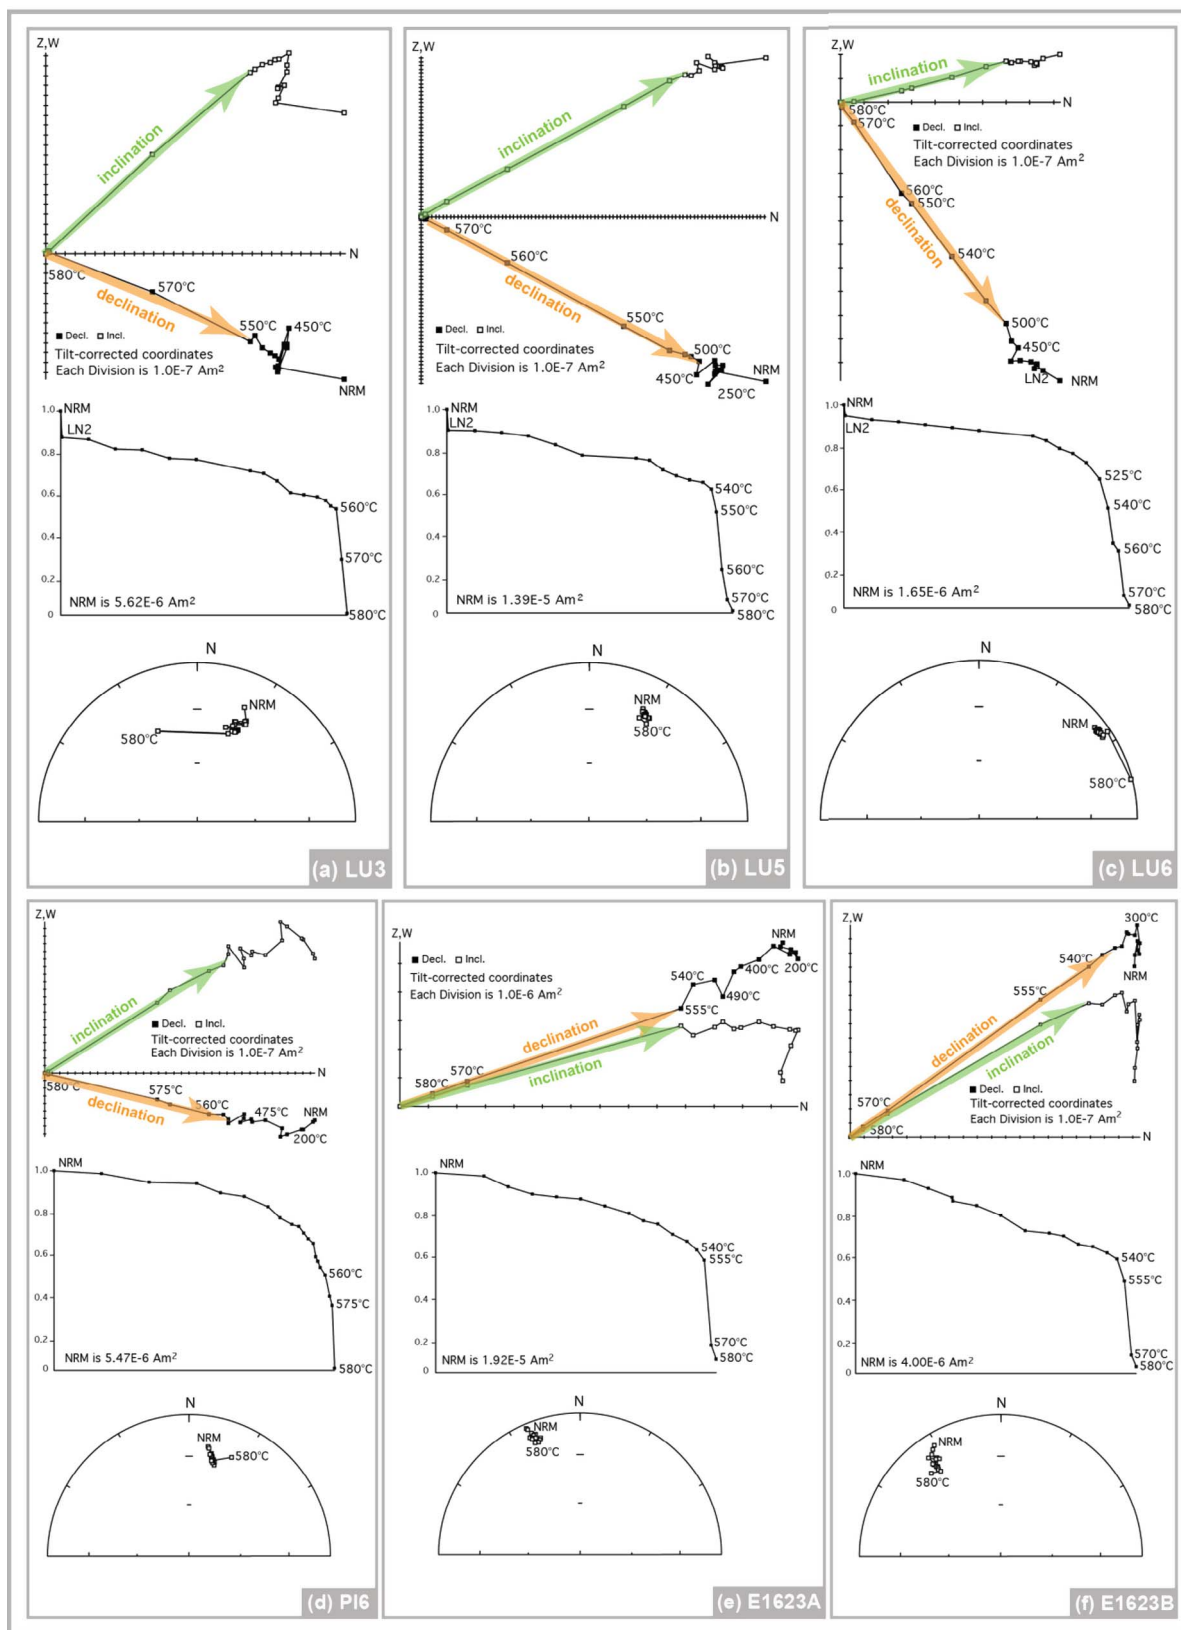 Z,W
inclination
N
580°C
570°C
declination
550°C
450°C
■ Decl. □ Incl.
Tilt-corrected coordinates
Each Division is 1.0E-7 Am²
NRM
1.0
NRM
LN2
0.8
0.6
560°C
0.4
570°C
0.2
NRM is 5.62E-6 Am²
0
580°C
N
NRM
580°C
(a) LU3
Z,W
inclination
N
570°C
560°C
declination
550°C
■ Decl. □ Incl.
500°C
Tilt-corrected coordinates
Each Division is 1.0E-7 Am²
450°C
NRM
250°C
1.0
NRM
LN2
0.8
0.6
540°C
550°C
0.4
560°C
0.2
NRM is 1.39E-5 Am²
570°C
0
580°C
N
NRM
580°C
(b) LU5
Z,W
inclination
N
580°C
570°C
■ Decl. □ Incl.
Tilt-corrected coordinates
Each Division is 1.0E-7 Am²
560°C
550°C
declination
540°C
500°C
450°C
LN2
NRM
1.0
NRM
LN2
0.8
0.6
525°C
540°C
0.4
560°C
0.2
NRM is 1.65E-6 Am²
570°C
0
580°C
N
NRM
580°C
(c) LU6
Z,W
inclination
■ Decl. □ Incl.
Tilt-corrected coordinates
Each Division is 1.0E-7 Am²
N
580°C
575°C
declination
560°C
475°C
NRM
200°C
1.0
NRM
0.8
0.6
560°C
0.4
575°C
0.2
NRM is 5.47E-6 Am²
0
580°C
N
NRM
580°C
(d) PI6
Z,W
■ Decl. □ Incl.
Tilt-corrected coordinates
Each Division is 1.0E-6 Am²
NRM
540°C
400°C
200°C
490°C
555°C
declination
inclination
570°C
580°C
N
1.0
NRM
0.8
0.6
540°C
555°C
0.4
0.2
570°C
NRM is 1.92E-5 Am²
580°C
0
N
NRM
580°C
(e) E1623A
Z,W
300°C
540°C
NRM
555°C
declination
inclination
■ Decl. □ Incl.
Tilt-corrected coordinates
Each Division is 1.0E-7 Am²
570°C
580°C
N
1.0
NRM
0.8
0.6
540°C
555°C
0.4
0.2
570°C
NRM is 4.00E-6 Am²
580°C
0
N
NRM
580°C
(f) E1623B